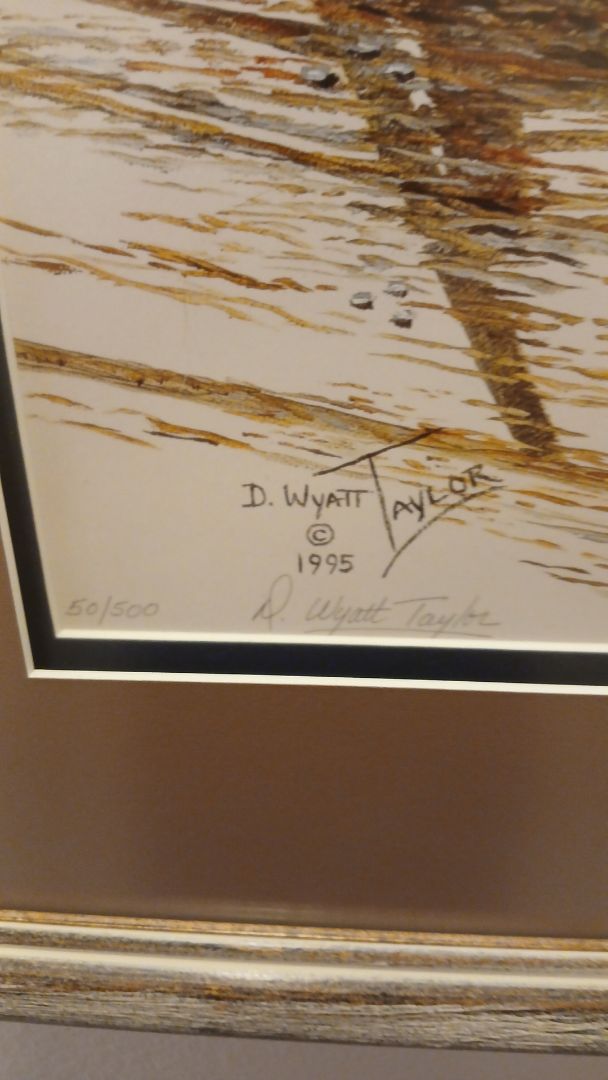 D. WYATT TAYLOR
©
1995
50/500 D. Wyatt Taylor